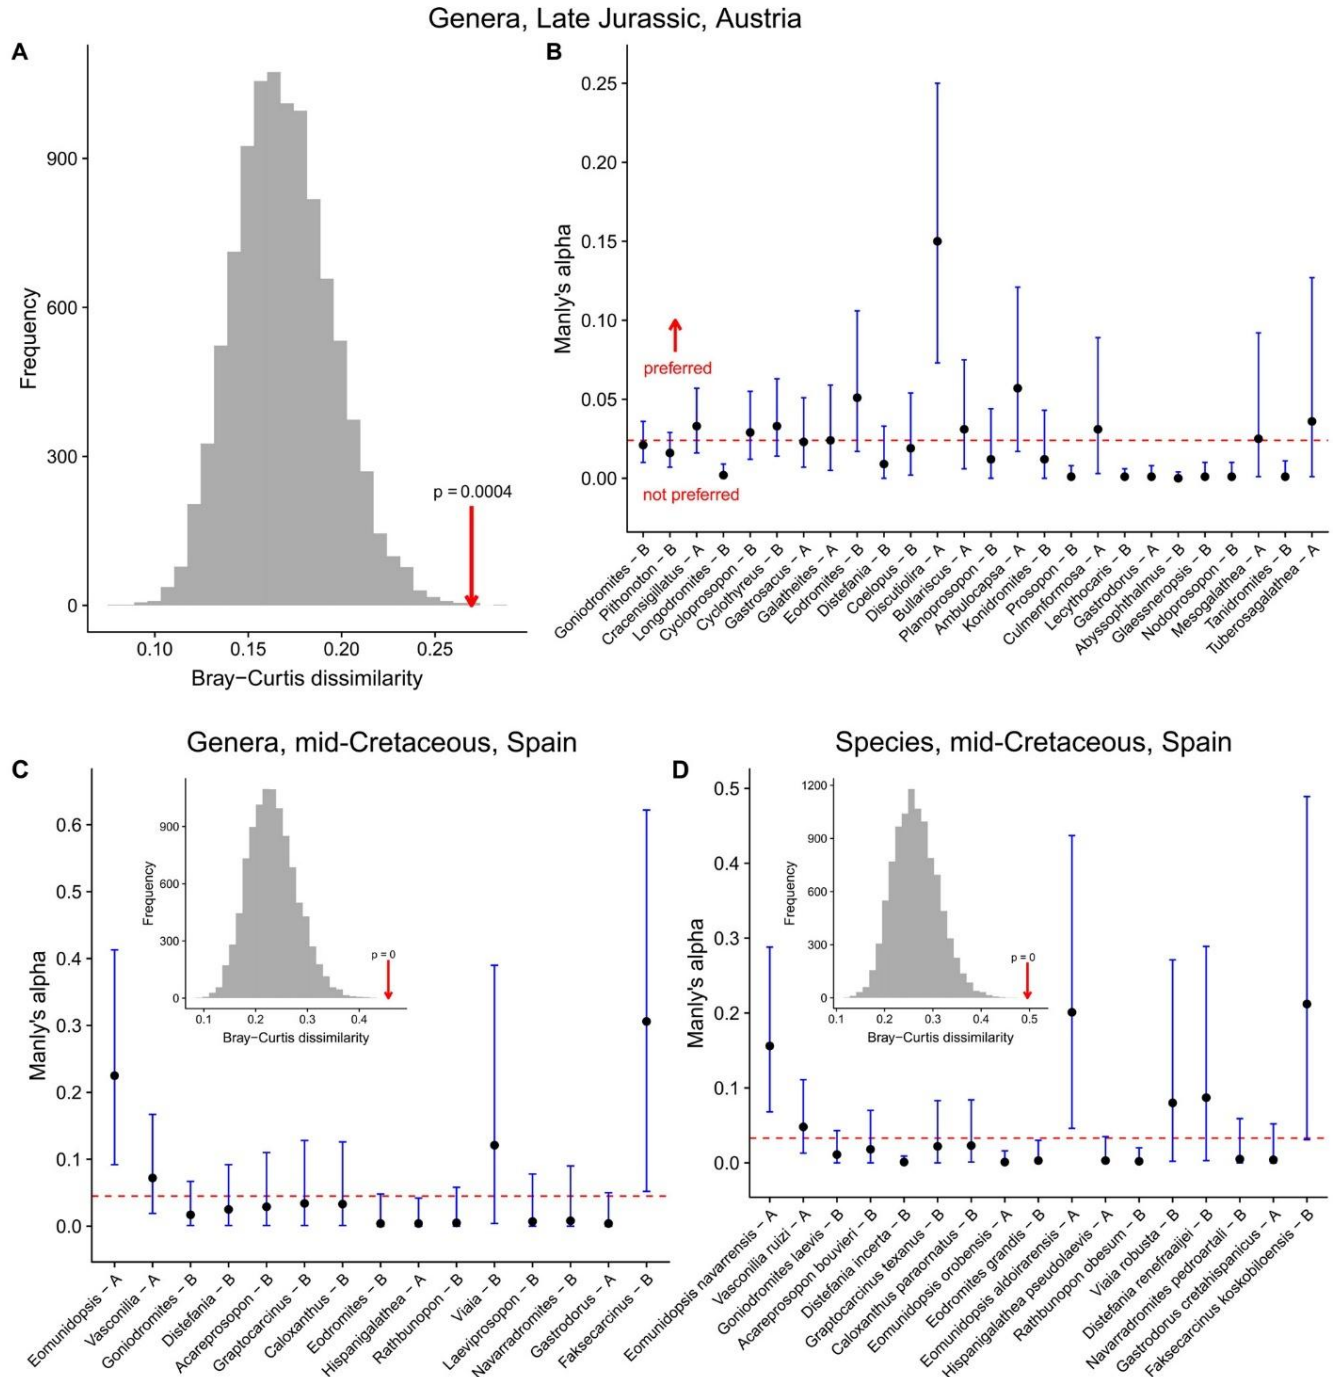 Genera, Late Jurassic, Austria
A
Frequency
900
600
300
0
p = 0.0004
0.10 0.15 0.20 0.25
Bray−Curtis dissimilarity
B
Manly's alpha
0.25
0.20
0.15
0.10
0.05
0.00
preferred
not preferred
Goniodromites − B
Pithonoton − B
Cracensigillatus − A
Longodromites − B
Cycloprosopon − B
Cyclothyreus − B
Gastrosacus − A
Galatheites − A
Eodromites − B
Distefania − B
Coelopus − B
Discutiolira − A
Bullariscus − A
Planoprosopon − B
Ambulocapsa − A
Konidromites − B
Prosopon − B
Culmenformosa − A
Lecythocaris − B
Gastrodorus − A
Abyssophthalmus − B
Glaessneropsis − B
Nodoprosopon − B
Mesogalathea − A
Tanidromites − B
Tuberosagalathea − A
Genera, mid-Cretaceous, Spain
C
Manly's alpha
0.6
0.5
0.4
0.3
0.2
0.1
0.0
Frequency
900
600
300
0
p = 0
0.1 0.2 0.3 0.4
Bray−Curtis dissimilarity
Eomunidopsis − A
Vasconilia − A
Goniodromites − B
Distefania − B
Acareprosopon − B
Graptocarcinus − B
Caloxanthus − B
Eodromites − B
Hispanigalathea − A
Rathbunopon − B
Viaia − B
Laeviprosopon − B
Navarradromites − B
Gastrodorus − A
Faksecarcinus − B
Species, mid-Cretaceous, Spain
D
Manly's alpha
0.5
0.4
0.3
0.2
0.1
0.0
Frequency
1200
900
600
300
0
p = 0
0.1 0.2 0.3 0.4 0.5
Bray−Curtis dissimilarity
Eomunidopsis navarrensis − A
Vasconilia ruizi − A
Goniodromites laevis − B
Acareprosopon bouvieri − B
Distefania incerta − B
Graptocarcinus texanus − B
Caloxanthus paraornatus − B
Eomunidopsis orobensis − A
Eodromites grandis − B
Eomunidopsis aldoirarensis − A
Hispanigalathea pseudolaevis − A
Rathbunopon obesum − B
Viaia robusta − B
Distefania renefraaijei − B
Navarradromites pedroartali − B
Gastrodorus cretahispanicus − A
Faksecarcinus koskobiloensis − B